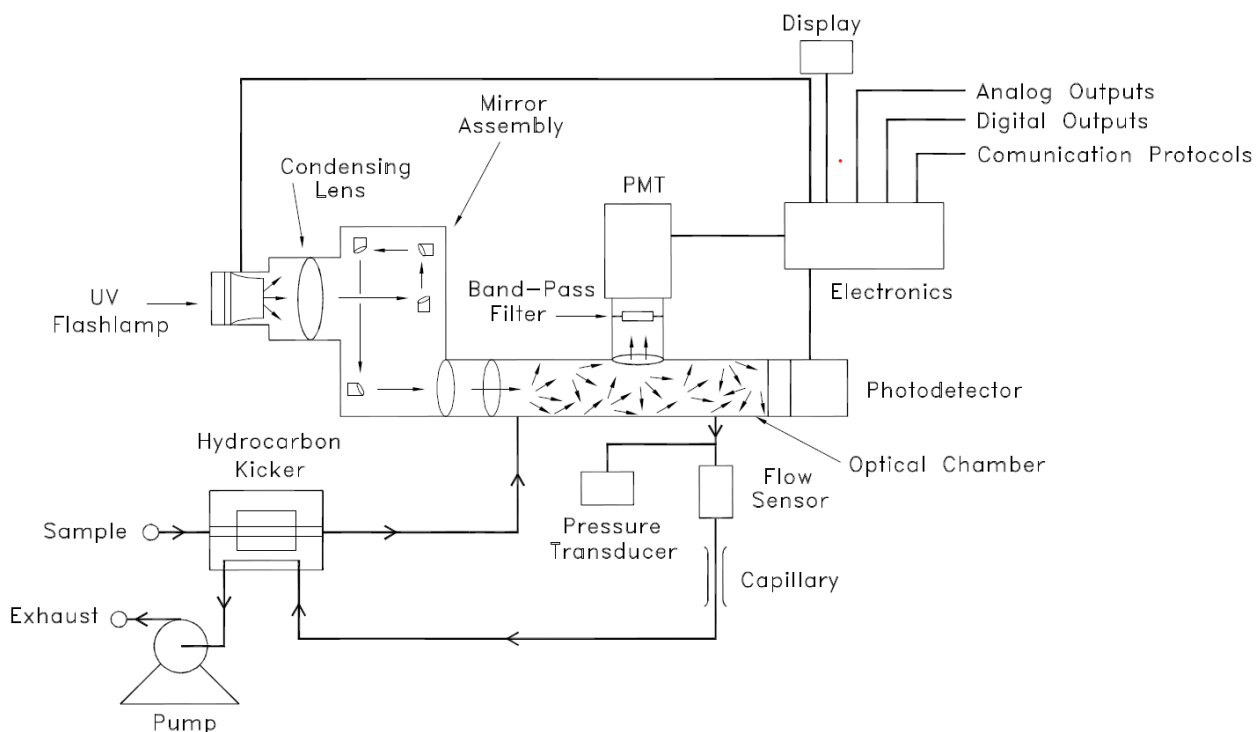 Display
Analog Outputs
Digital Outputs
Comunication Protocols
Mirror
Assembly
Condensing
Lens
PMT
UV
Flashlamp
Band-Pass
Filter
Electronics
Photodetector
Hydrocarbon
Kicker
Optical Chamber
Flow
Sensor
Sample
Pressure
Transducer
Capillary
Exhaust
Pump